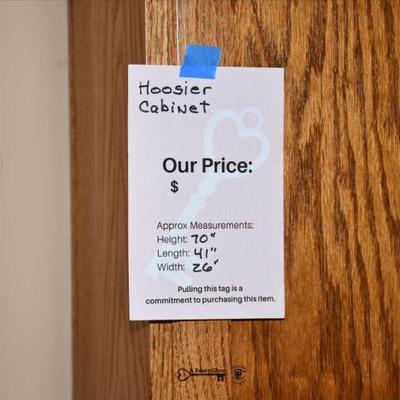 Hoosier
Cabinet
Our Price:
$
Approx Measurements:
Height: 70"
Length: 41"
Width: 26"
Pulling this tag is a
commitment to purchasing this item.